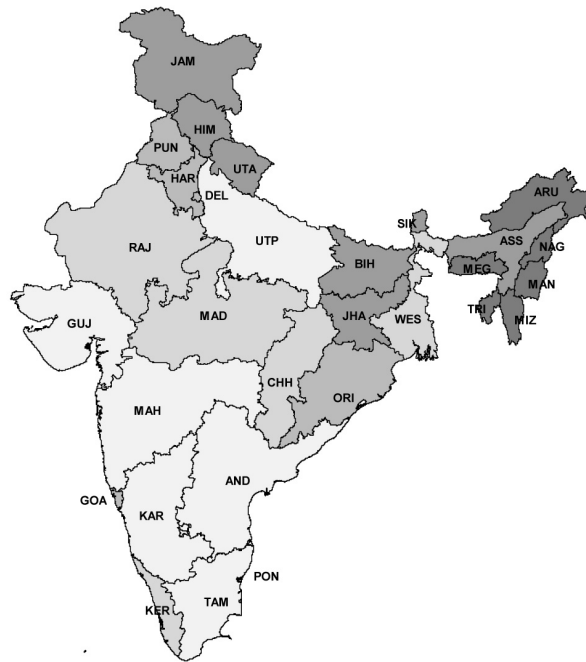 JAM
HIM
PUN
UTA
HAR
DEL
ARU
SIK
ASS
RAJ
UTP
NAG
BIH
MEG
MAN
TRI
JHA
MIZ
GUJ
MAD
WES
CHH
ORI
MAH
AND
GOA
KAR
PON
KER
TAM